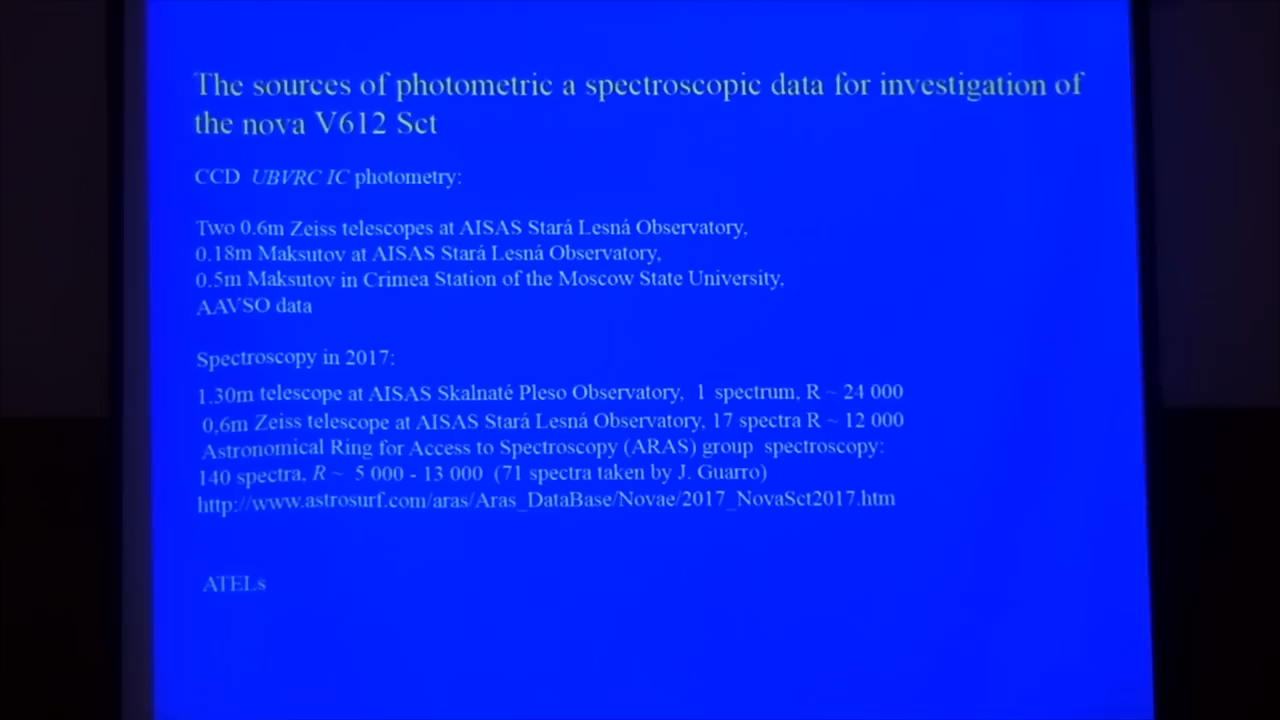 The sources of photometric a spectroscopic data for investigation of
the nova V612 Sct
CCD UBVRC IC photometry:
Two 0.6m Zeiss telescopes at AISAS Stará Lesná Observatory,
0.18m Maksutov at AISAS Stará Lesná Observatory,
0.5m Maksutov in Crimea Station of the Moscow State University,
AAVSO data
Spectroscopy in 2017:
1.30m telescope at AISAS Skalnaté Pleso Observatory, 1 spectrum, R ~ 24 000
0,6m Zeiss telescope at AISAS Stará Lesná Observatory, 17 spectra R ~ 12 000
Astronomical Ring for Access to Spectroscopy (ARAS) group spectroscopy:
140 spectra, R ~ 5 000 - 13 000 (71 spectra taken by J. Guarro)
http://www.astrosurf.com/aras/Aras_DataBase/Novae/2017_NovaSct2017.htm
ATELs